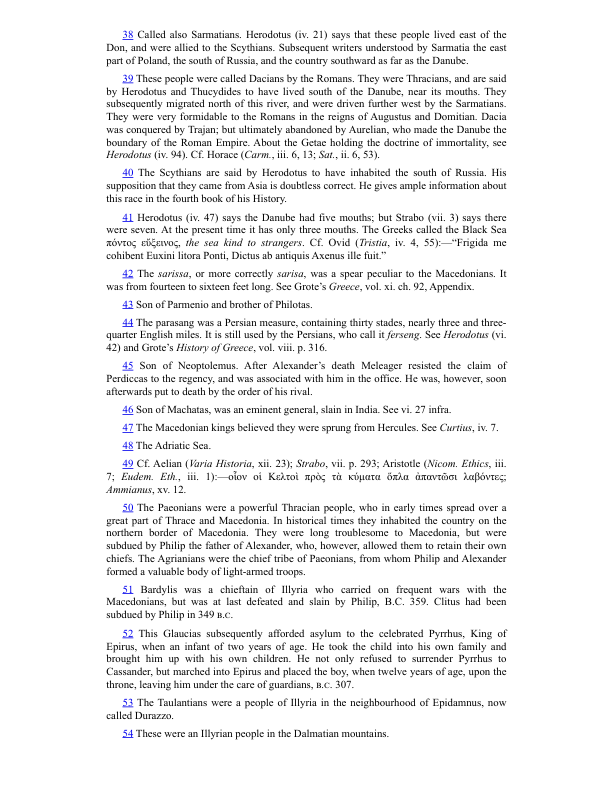 38 Called also Sarmatians. Herodotus (iv. 21) says that these people lived east of the
Don, and were allied to the Scythians. Subsequent writers understood by Sarmatia the east
part of Poland, the south of Russia, and the country southward as far as the Danube.
39 These people were called Dacians by the Romans. They were Thracians, and are said
by Herodotus and Thucydides to have lived south of the Danube, near its mouths. They
subsequently migrated north of this river, and were driven further west by the Sarmatians.
They were very formidable to the Romans in the reigns of Augustus and Domitian. Dacia
was conquered by Trajan; but ultimately abandoned by Aurelian, who made the Danube the
boundary of the Roman Empire. About the Getae holding the doctrine of immortality, see
Herodotus (iv. 94). Cf. Horace (Carm., iii. 6, 13; Sat., ii. 6, 53).
40 The Scythians are said by Herodotus to have inhabited the south of Russia. His
supposition that they came from Asia is doubtless correct. He gives ample information about
this race in the fourth book of his History.
41 Herodotus (iv. 47) says the Danube had five mouths; but Strabo (vii. 3) says there
were seven. At the present time it has only three mouths. The Greeks called the Black Sea
πόντος εὔξεινος, the sea kind to strangers. Cf. Ovid (Tristia, iv. 4, 55):—“Frigida me
cohibent Euxini litora Ponti, Dictus ab antiquis Axenus ille fuit.”
42 The sarissa, or more correctly sarisa, was a spear peculiar to the Macedonians. It
was from fourteen to sixteen feet long. See Grote’s Greece, vol. xi. ch. 92, Appendix.
43 Son of Parmenio and brother of Philotas.
44 The parasang was a Persian measure, containing thirty stades, nearly three and three-
quarter English miles. It is still used by the Persians, who call it ferseng. See Herodotus (vi.
42) and Grote’s History of Greece, vol. viii. p. 316.
45 Son of Neoptolemus. After Alexander’s death Meleager resisted the claim of
Perdiccas to the regency, and was associated with him in the office. He was, however, soon
afterwards put to death by the order of his rival.
46 Son of Machatas, was an eminent general, slain in India. See vi. 27 infra.
47 The Macedonian kings believed they were sprung from Hercules. See Curtius, iv. 7.
48 The Adriatic Sea.
49 Cf. Aelian (Varia Historia, xii. 23); Strabo, vii. p. 293; Aristotle (Nicom. Ethics, iii.
7; Eudem. Eth., iii. 1):—οἷον οἱ Κελτοὶ πρὸς τὰ κύματα ὅπλα ἀπαντῶσι λαβόντες;
Ammianus, xv. 12.
50 The Paeonians were a powerful Thracian people, who in early times spread over a
great part of Thrace and Macedonia. In historical times they inhabited the country on the
northern border of Macedonia. They were long troublesome to Macedonia, but were
subdued by Philip the father of Alexander, who, however, allowed them to retain their own
chiefs. The Agrianians were the chief tribe of Paeonians, from whom Philip and Alexander
formed a valuable body of light-armed troops.
51 Bardylis was a chieftain of Illyria who carried on frequent wars with the
Macedonians, but was at last defeated and slain by Philip, B.C. 359. Clitus had been
subdued by Philip in 349 B.C.
52 This Glaucias subsequently afforded asylum to the celebrated Pyrrhus, King of
Epirus, when an infant of two years of age. He took the child into his own family and
brought him up with his own children. He not only refused to surrender Pyrrhus to
Cassander, but marched into Epirus and placed the boy, when twelve years of age, upon the
throne, leaving him under the care of guardians, B.C. 307.
53 The Taulantians were a people of Illyria in the neighbourhood of Epidamnus, now
called Durazzo.
54 These were an Illyrian people in the Dalmatian mountains.